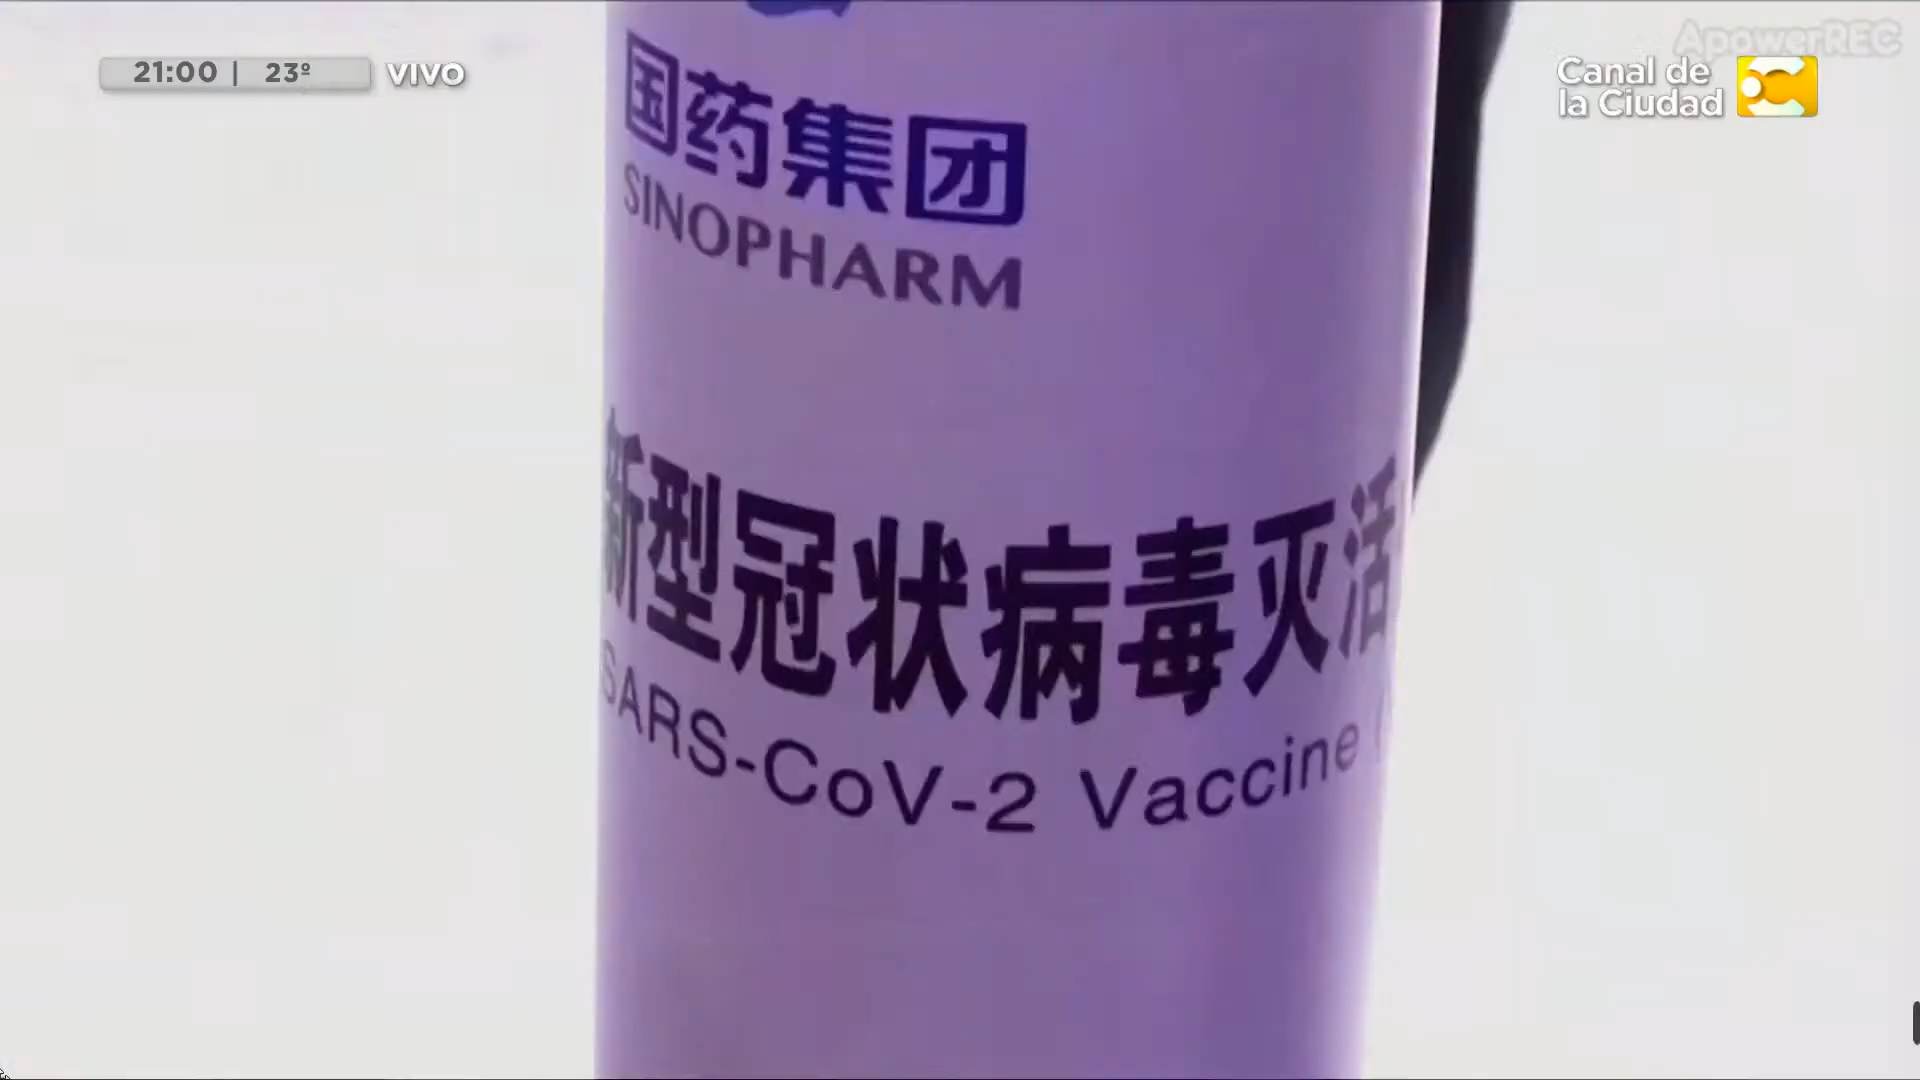 ApowerREC
21:00 | 23º VIVO
Canal de
la Ciudad
国药集团
SINOPHARM
新型冠状病毒灭活
SARS-CoV-2 Vaccine (